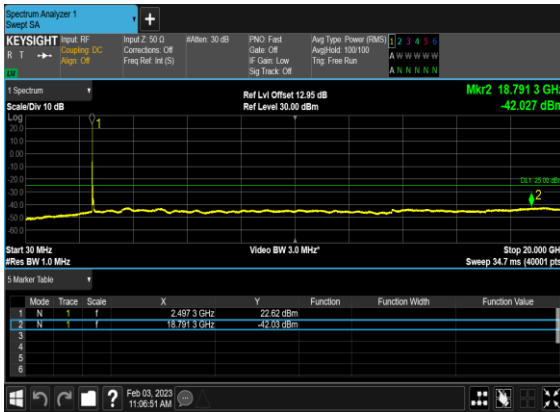 Spectrum Analyzer 1
Swept SA
+
KEYSIGHT
R T
Input: RF
Coupling: DC
Align: Off
Input Z: 50 Ω
Corrections: Off
Freq Ref: Int (S)
#Atten: 30 dB
PNO: Fast
Gate: Off
IF Gain: Low
Sig Track: Off
Avg Type: Power (RMS)
Avg|Hold: 100/100
Trig: Free Run
1 2 3 4 5 6
A W W W W W
A N N N N N
1 Spectrum
Scale/Div 10 dB
Ref Lvl Offset 12.95 dB
Ref Level 30.00 dBm
Mkr2 18.791 3 GHz
-42.027 dBm
Log
20.0
10.0
0.00
-10.0
-20.0
-30.0
-40.0
-50.0
-60.0
1
DL1 -25.00 dBm
2
Start 30 MHz
#Res BW 1.0 MHz
Video BW 3.0 MHz*
Stop 20.000 GHz
Sweep 34.7 ms (40001 pts)
5 Marker Table
Mode Trace Scale X Y Function Function Width Function Value
1 N 1 f 2.497 3 GHz 22.62 dBm
2 N 1 f 18.791 3 GHz -42.03 dBm
3
4
5
6
?
Feb 03, 2023
11:06:51 AM